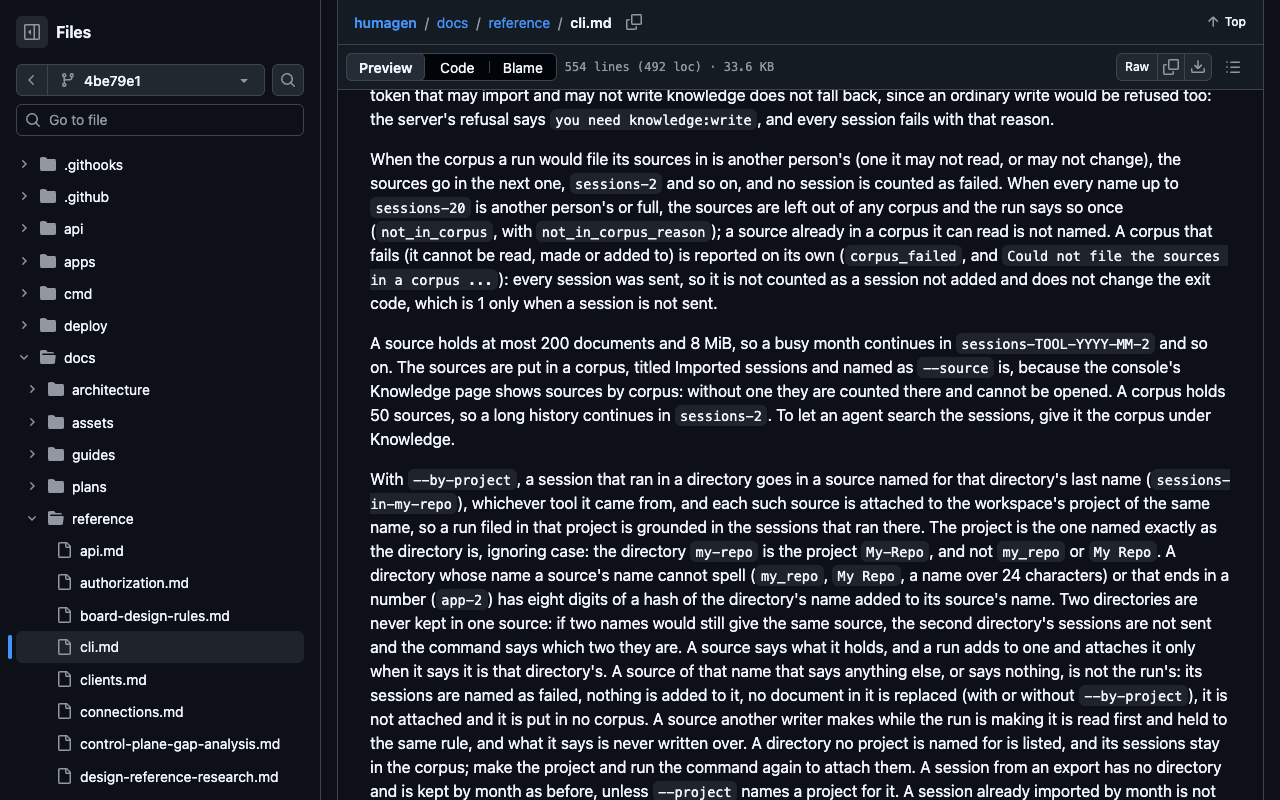 Files
4be79e1
Go to file
.githooks
.github
api
apps
cmd
deploy
docs
architecture
assets
guides
plans
reference
api.md
authorization.md
board-design-rules.md
cli.md
clients.md
connections.md
control-plane-gap-analysis.md
design-reference-research.md
humagen / docs / reference / cli.md
Top
Preview Code Blame 554 lines (492 loc) · 33.6 KB Raw
token that may import and may not write knowledge does not fall back, since an ordinary write would be refused too:
the server's refusal says you need knowledge:write, and every session fails with that reason.
When the corpus a run would file its sources in is another person's (one it may not read, or may not change), the
sources go in the next one, sessions-2 and so on, and no session is counted as failed. When every name up to
sessions-20 is another person's or full, the sources are left out of any corpus and the run says so once
(not_in_corpus, with not_in_corpus_reason); a source already in a corpus it can read is not named. A corpus that
fails (it cannot be read, made or added to) is reported on its own (corpus_failed, and Could not file the sources
in a corpus ...): every session was sent, so it is not counted as a session not added and does not change the exit
code, which is 1 only when a session is not sent.
A source holds at most 200 documents and 8 MiB, so a busy month continues in sessions-TOOL-YYYY-MM-2 and so
on. The sources are put in a corpus, titled Imported sessions and named as --source is, because the console's
Knowledge page shows sources by corpus: without one they are counted there and cannot be opened. A corpus holds
50 sources, so a long history continues in sessions-2. To let an agent search the sessions, give it the corpus under
Knowledge.
With --by-project, a session that ran in a directory goes in a source named for that directory's last name (sessions-
in-my-repo), whichever tool it came from, and each such source is attached to the workspace's project of the same
name, so a run filed in that project is grounded in the sessions that ran there. The project is the one named exactly as
the directory is, ignoring case: the directory my-repo is the project My-Repo, and not my_repo or My Repo. A
directory whose name a source's name cannot spell (my_repo, My Repo, a name over 24 characters) or that ends in a
number (app-2) has eight digits of a hash of the directory's name added to its source's name. Two directories are
never kept in one source: if two names would still give the same source, the second directory's sessions are not sent
and the command says which two they are. A source says what it holds, and a run adds to one and attaches it only
when it says it is that directory's. A source of that name that says anything else, or says nothing, is not the run's: its
sessions are named as failed, nothing is added to it, no document in it is replaced (with or without --by-project), it is
not attached and it is put in no corpus. A source another writer makes while the run is making it is read first and held to
the same rule, and what it says is never written over. A directory no project is named for is listed, and its sessions stay
in the corpus; make the project and run the command again to attach them. A session from an export has no directory
and is kept by month as before, unless --project names a project for it. A session already imported by month is not